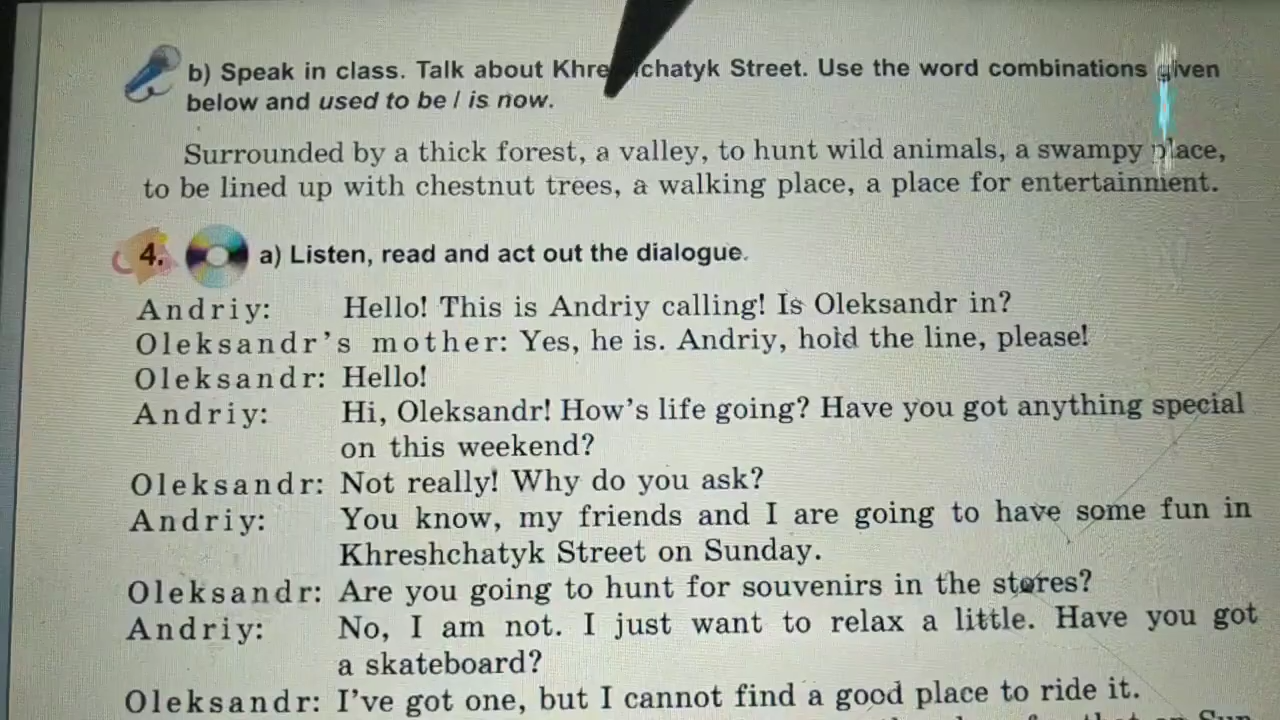 b) Speak in class. Talk about Khreshchatyk Street. Use the word combinations given
below and used to be / is now.
Surrounded by a thick forest, a valley, to hunt wild animals, a swampy place,
to be lined up with chestnut trees, a walking place, a place for entertainment.
4. a) Listen, read and act out the dialogue.
Andriy: Hello! This is Andriy calling! Is Oleksandr in?
Oleksandr's mother: Yes, he is. Andriy, hold the line, please!
Oleksandr: Hello!
Andriy: Hi, Oleksandr! How's life going? Have you got anything special
on this weekend?
Oleksandr: Not really! Why do you ask?
Andriy: You know, my friends and I are going to have some fun in
Khreshchatyk Street on Sunday.
Oleksandr: Are you going to hunt for souvenirs in the stores?
Andriy: No, I am not. I just want to relax a little. Have you got
a skateboard?
Oleksandr: I've got one, but I cannot find a good place to ride it.